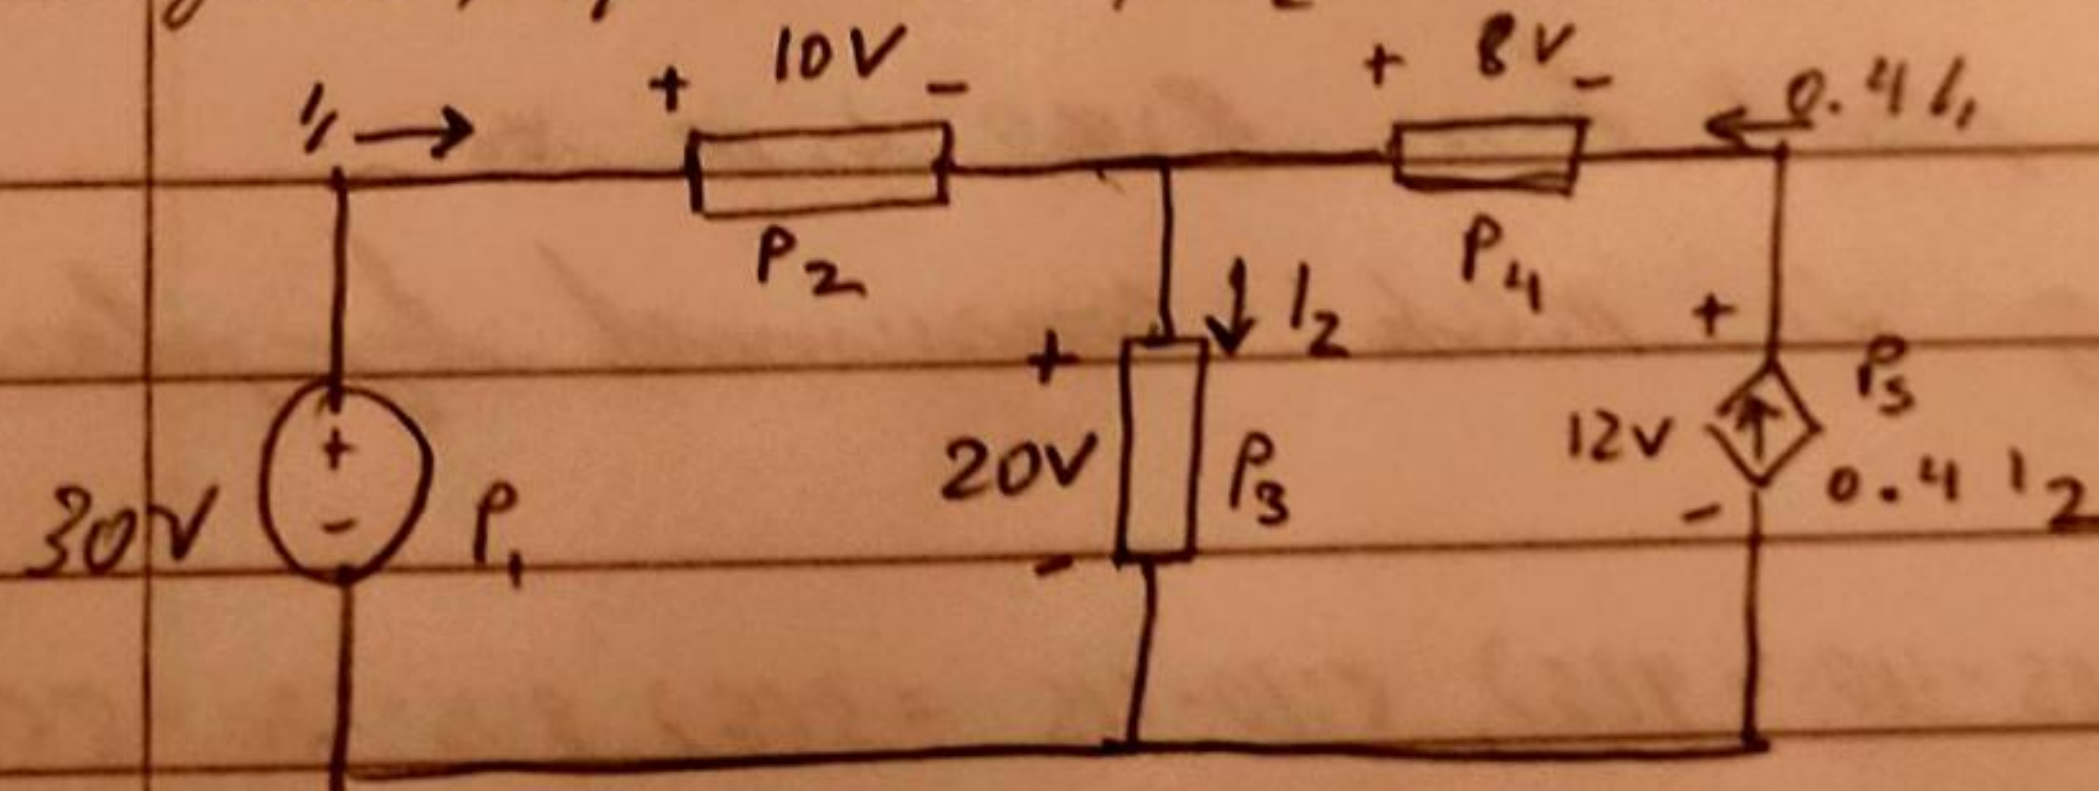 + 10V - + 8V -
I₁ → ← 0.4 I₁
P2 P4
↓ I2
+ + P5
30V + - P1 20V P3 12V 0.4 I2
- -